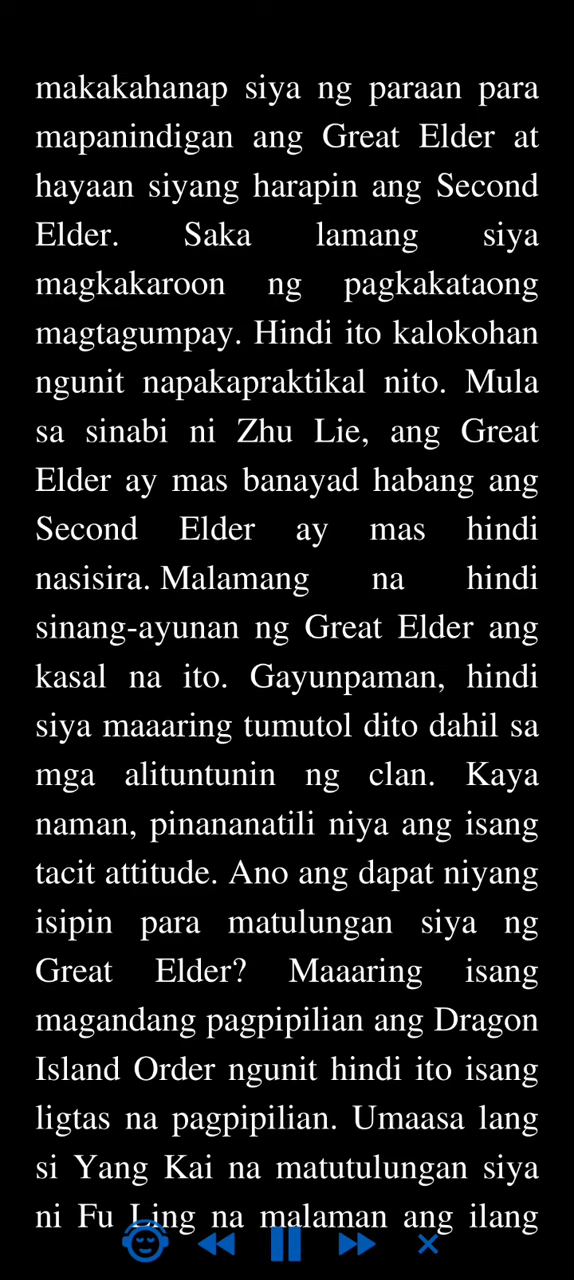 makakahanap siya ng paraan para
mapanindigan ang Great Elder at
hayaan siyang harapin ang Second
Elder. Saka lamang siya
magkakaroon ng pagkakataong
magtagumpay. Hindi ito kalokohan
ngunit napakapraktikal nito. Mula
sa sinabi ni Zhu Lie, ang Great
Elder ay mas banayad habang ang
Second Elder ay mas hindi
nasisira. Malamang na hindi
sinang-ayunan ng Great Elder ang
kasal na ito. Gayunpaman, hindi
siya maaaring tumutol dito dahil sa
mga alituntunin ng clan. Kaya
naman, pinananatili niya ang isang
tacit attitude. Ano ang dapat niyang
isipin para matulungan siya ng
Great Elder? Maaaring isang
magandang pagpipilian ang Dragon
Island Order ngunit hindi ito isang
ligtas na pagpipilian. Umaasa lang
si Yang Kai na matutulungan siya
ni Fu Ling na malaman ang ilang